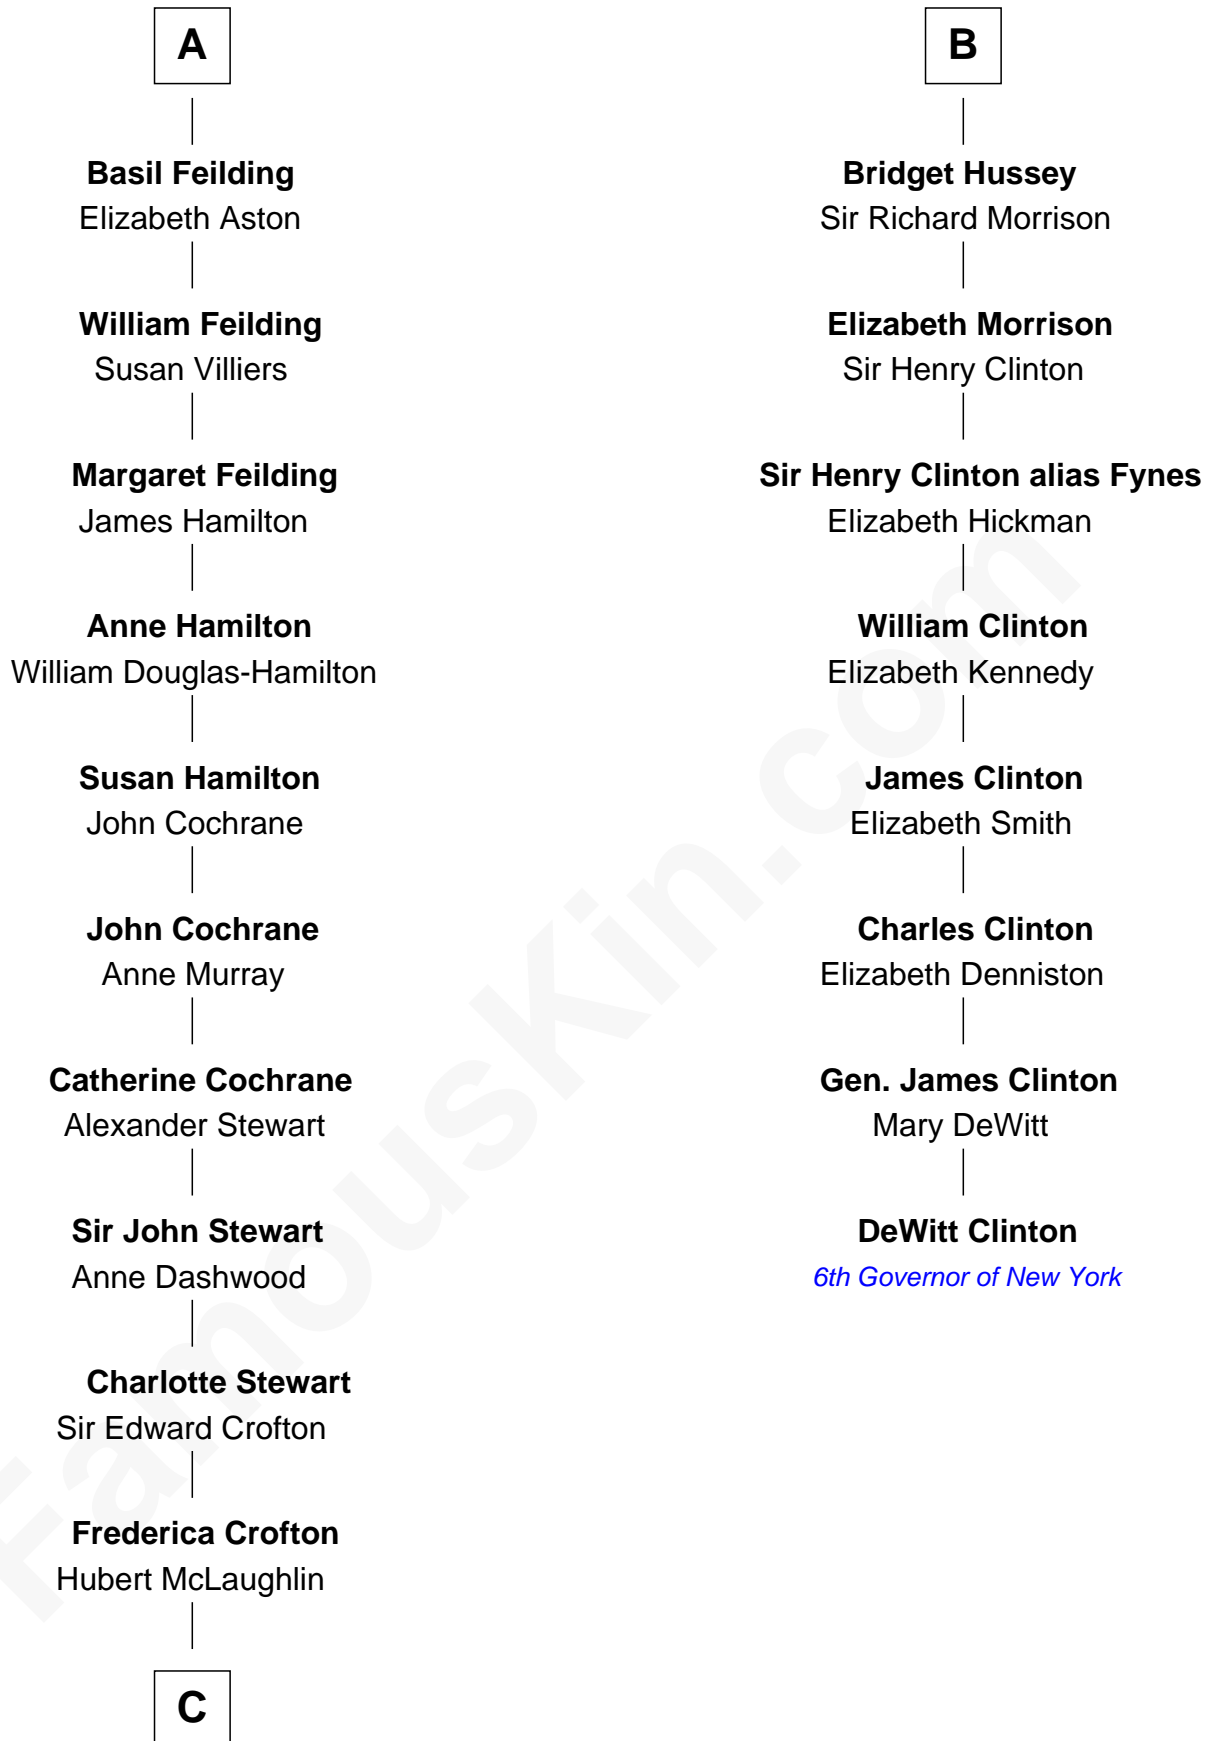 A
Basil Feilding
Elizabeth Aston
William Feilding
Susan Villiers
Margaret Feilding
James Hamilton
Anne Hamilton
William Douglas-Hamilton
Susan Hamilton
John Cochrane
John Cochrane
Anne Murray
Catherine Cochrane
Alexander Stewart
Sir John Stewart
Anne Dashwood
Charlotte Stewart
Sir Edward Crofton
Frederica Crofton
Hubert McLaughlin
C
B
Bridget Hussey
Sir Richard Morrison
Elizabeth Morrison
Sir Henry Clinton
Sir Henry Clinton alias Fynes
Elizabeth Hickman
William Clinton
Elizabeth Kennedy
James Clinton
Elizabeth Smith
Charles Clinton
Elizabeth Denniston
Gen. James Clinton
Mary DeWitt
DeWitt Clinton
6th Governor of New York
FamousKin.com